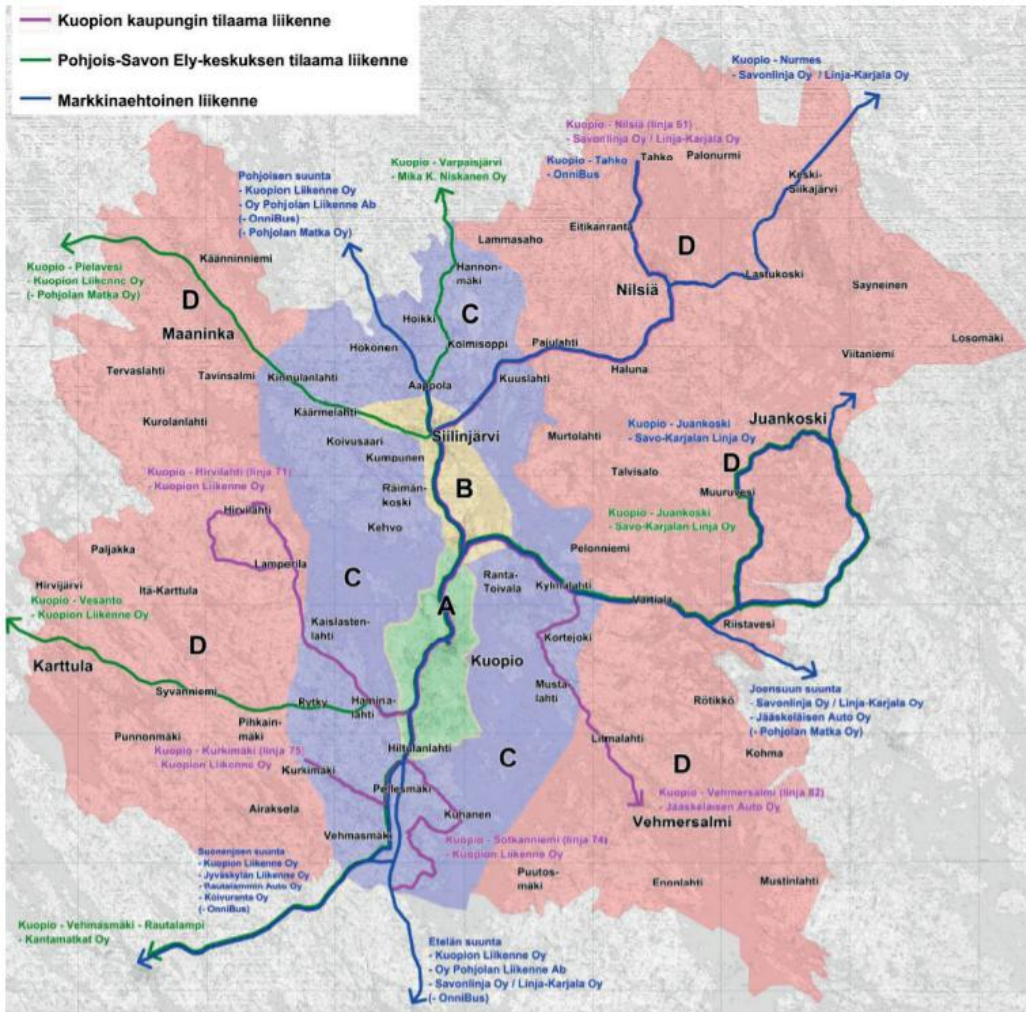 Kuopion kaupungin tilaama liikenne
Pohjois-Savon Ely-keskuksen tilaama liikenne
Markkinaehtoinen liikenne
Kuopio - Nurmes
- Savonlinja Oy / Linja-Karjala Oy
Kuopio - Nilsiä (linja 61)
- Savonlinja Oy / Linja-Karjala Oy
Kuopio - Tahko
- OnniBus
Tahko
Palonurmi
Keski-
Siikajärvi
Kuopio - Varpaisjärvi
- Mika K. Niskanen Oy
Pohjoisen suunta
- Kuopion Liikenne Oy
- Oy Pohjolan Liikenne Ab
(- OnniBus)
(- Pohjolan Matka Oy)
Eitikanranta
Lammasaho
D
Kuopio - Pielavesi
- Kuopion Liikenne Oy
(- Pohjolan Matka Oy)
Käänninniemi
D
Hannon-
mäki
Lastukoski
Nilsiä
Säyneinen
Maaninka
Hoikki
C
Kolmisoppi
Hökönen
Pajulahti
Losomäki
Viitaniemi
Tervaslahti
Tavinsalmi
Kinnulanlahti
Aappola
Kuuslahti
Haluna
Käärmelahti
Kurolanlahti
Juankoski
Koivusaari
Siilinjärvi
Murtolahti
Kuopio - Juankoski
- Savo-Karjalan Linja Oy
Kumpunen
Kuopio - Hirvilahti (linja 71)
- Kuopion Liikenne Oy
Talvisalo
D
Räimän-
koski
B
Muuruvesi
Hirvilahti
Kuopio - Juankoski
- Savo-Karjalan Linja Oy
Kehvo
Paljakka
Pelonniemi
Lamperila
C
Ranta-
Toivala
Kylmälahti
Hirvijärvi
Itä-Karttula
Kuopio - Vesanto
- Kuopion Liikenne Oy
A
Vartiala
Riistavesi
Kaislasten-
lahti
Kortejoki
D
Kuopio
Karttula
Syvänniemi
Musta-
lahti
Joensuun suunta
- Savonlinja Oy / Linja-Karjala Oy
- Jääskeläisen Auto Oy
(- Pohjolan Matka Oy)
Rytky
Hamina-
lahti
Rötikkö
Pihkain-
mäki
Punnonmäki
Litmalahti
Kohma
Kuopio - Kurkimäki (linja 75)
- Kuopion Liikenne Oy
Hiltulanlahti
C
D
Kurkimäki
Pellesmäki
Kuopio - Vehmersalmi (linja 82)
- Jääskeläisen Auto Oy
Airaksela
Kuhanen
Vehmersalmi
Vehmasmäki
Kuopio - Sotkanniemi (linja 74)
- Kuopion Liikenne Oy
Suonenjoen suunta
- Kuopion Liikenne Oy
- Jyväskylän Liikenne Oy
- Rautalammin Auto Oy
- Koivuranta Oy
(- OnniBus)
Puutos-
mäki
Enonlahti
Mustinlahti
Kuopio - Vehmasmäki - Rautalampi
- Kantamatkat Oy
Etelän suunta
- Kuopion Liikenne Oy
- Oy Pohjolan Liikenne Ab
- Savonlinja Oy / Linja-Karjala Oy
(- OnniBus)